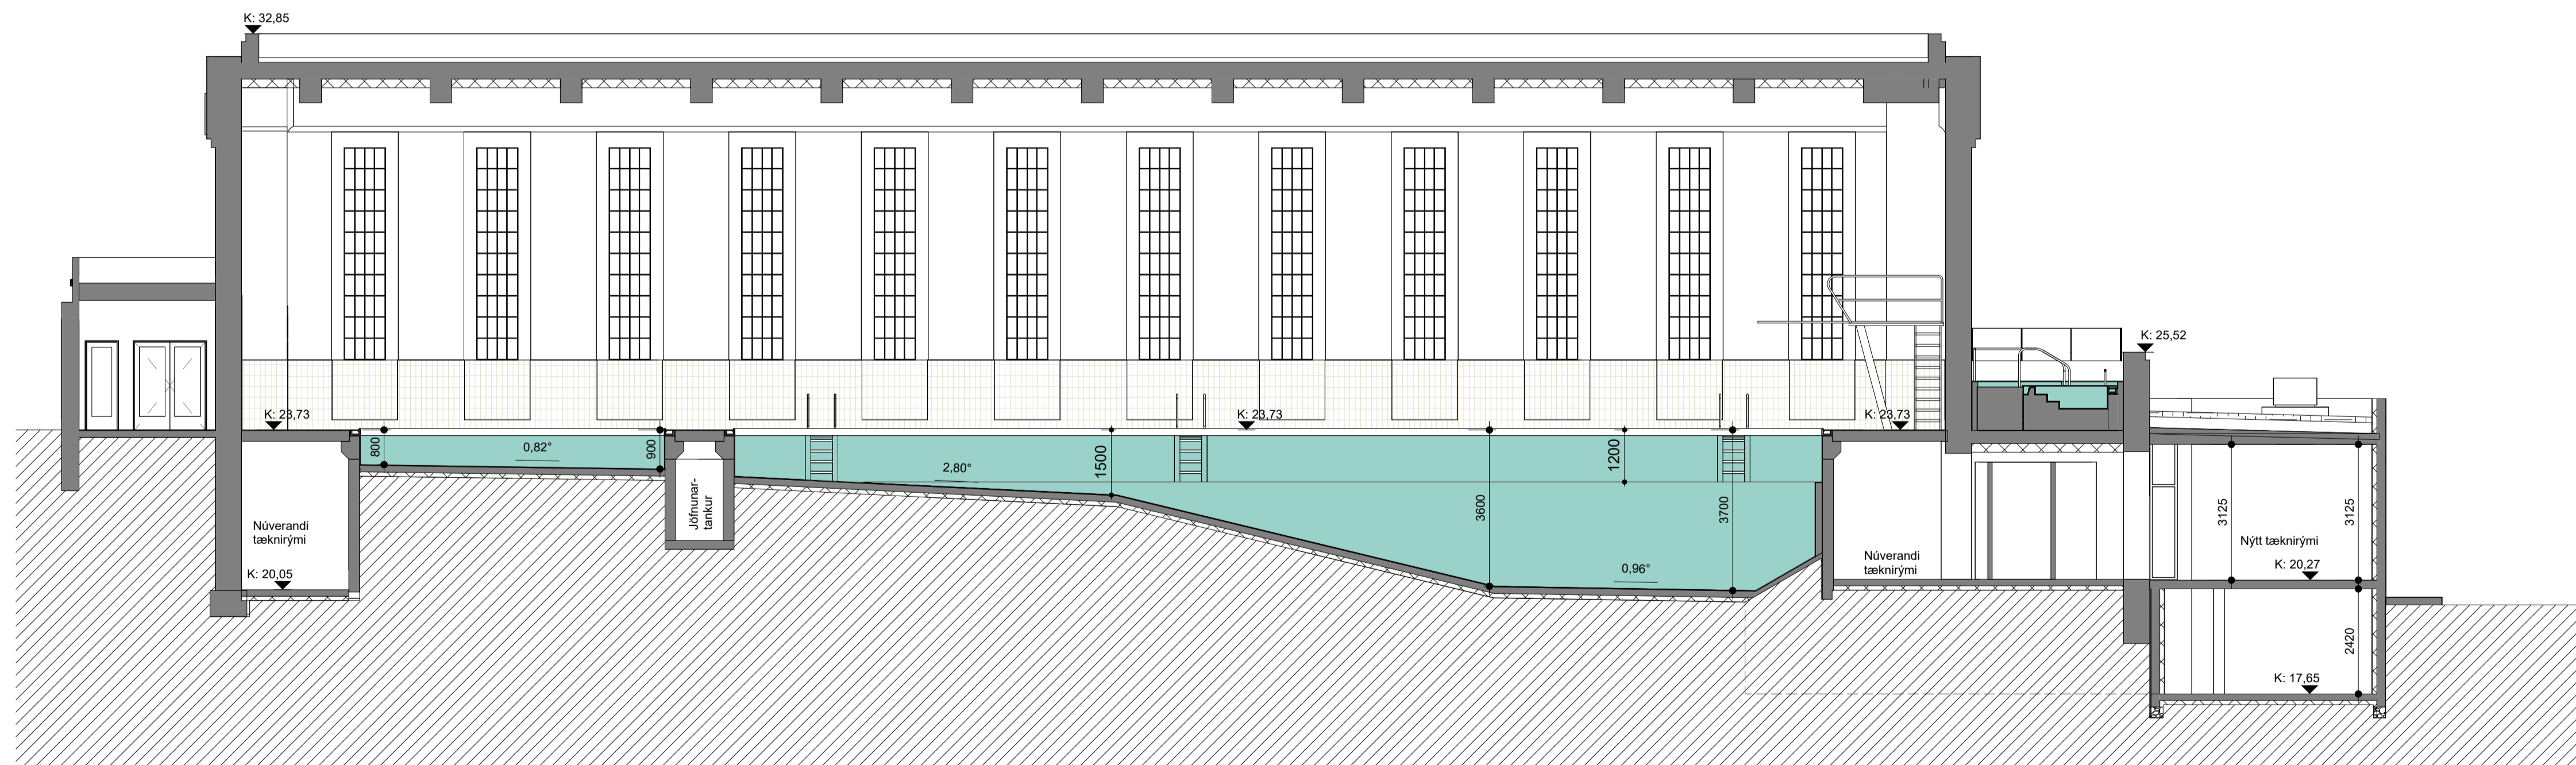 K: 32,85
K: 25,52
K: 23,73
K: 23,73
K: 23,73
800
0,82°
900
Jöfnunar-
tankur
2,80°
1500
1200
3600
3700
0,96°
Núverandi
tæknirými
K: 20,05
Núverandi
tæknirými
3125
3125
Nýtt tæknirými
K: 20,27
2420
K: 17,65